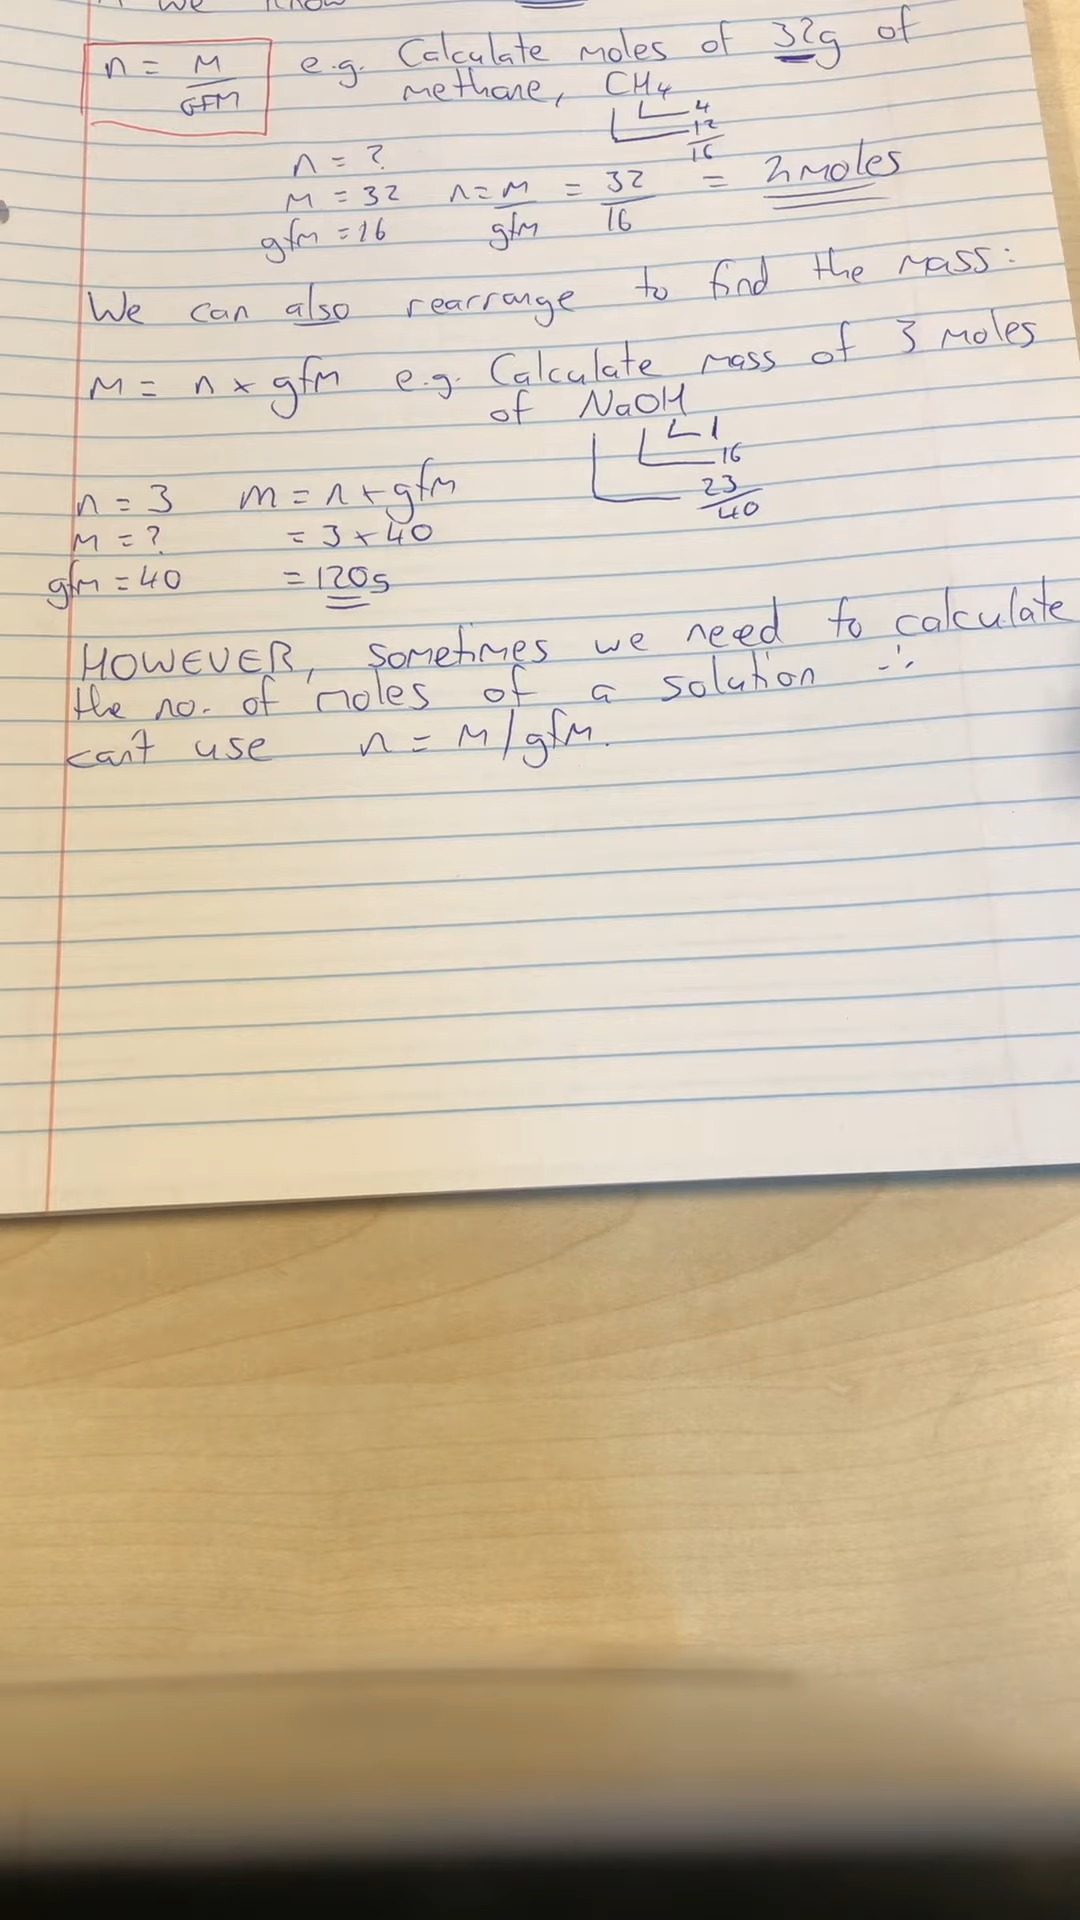 we know
n = M/GFM e.g. Calculate moles of 32g of
methane, CH4
4
12
16
n = ?
M = 32 n = M/gfm = 32/16 = 2 moles
gfm = 16
We can also rearrange to find the mass:
M = n × gfm e.g. Calculate mass of 3 moles
of NaOH
1
16
23
40
n = 3 m = n × gfm
M = ? = 3 × 40
gfm = 40 = 120g
HOWEVER, sometimes we need to calculate
the no. of moles of a solution ∴
can't use n = M/gfm.